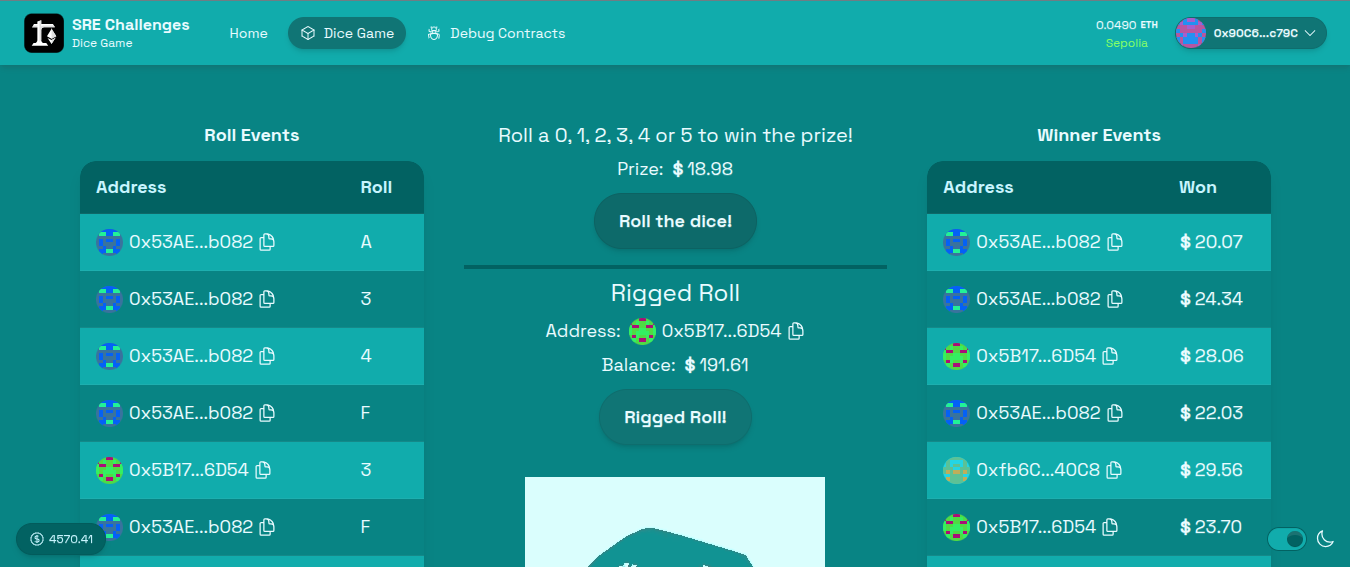 SRE Challenges
Dice Game
Home
Dice Game
Debug Contracts
0.0490 ETH
Sepolia
0x90C6...c79C
Roll Events
Address Roll
0x53AE...b082 A
0x53AE...b082 3
0x53AE...b082 4
0x53AE...b082 F
0x5B17...6D54 3
0x53AE...b082 F
$ 4570.41
Roll a 0, 1, 2, 3, 4 or 5 to win the prize!
Prize: $ 18.98
Roll the dice!
Rigged Roll
Address: 0x5B17...6D54
Balance: $ 191.61
Rigged Roll!
Winner Events
Address Won
0x53AE...b082 $ 20.07
0x53AE...b082 $ 24.34
0x5B17...6D54 $ 28.06
0x53AE...b082 $ 22.03
0xfb6C...40C8 $ 29.56
0x5B17...6D54 $ 23.70